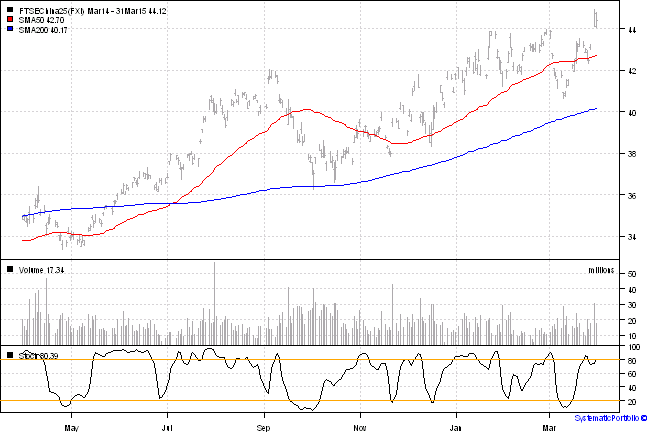 FTSEChina25(FXI) Mar14 - 31Mar15 44.12
SMA50 42.70
SMA200 40.17
44
42
40
38
36
34
Volume 17.34
millions
50
40
30
20
10
Stoch 80.39
100
80
60
40
20
May
Jul
Sep
Nov
Jan
Mar
SystematicPortfolio ©